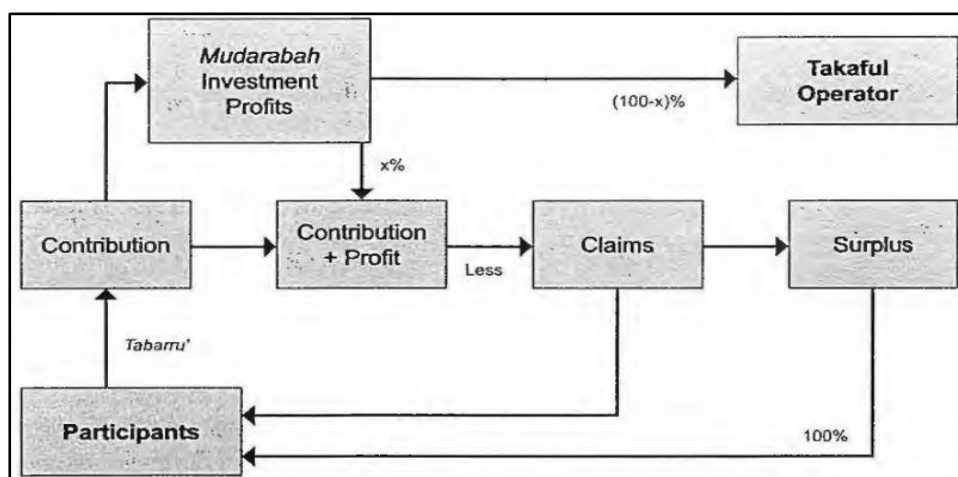 Mudarabah
Investment
Profits
Takaful
Operator
(100-x)%
x%
Contribution
Contribution
+ Profit
Less
Claims
Surplus
Tabarru'
Participants
100%